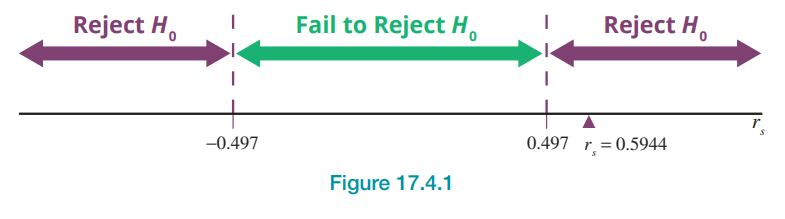 Reject H₀ Fail to Reject H₀ Reject H₀
rₛ
−0.497 0.497 rₛ = 0.5944
Figure 17.4.1